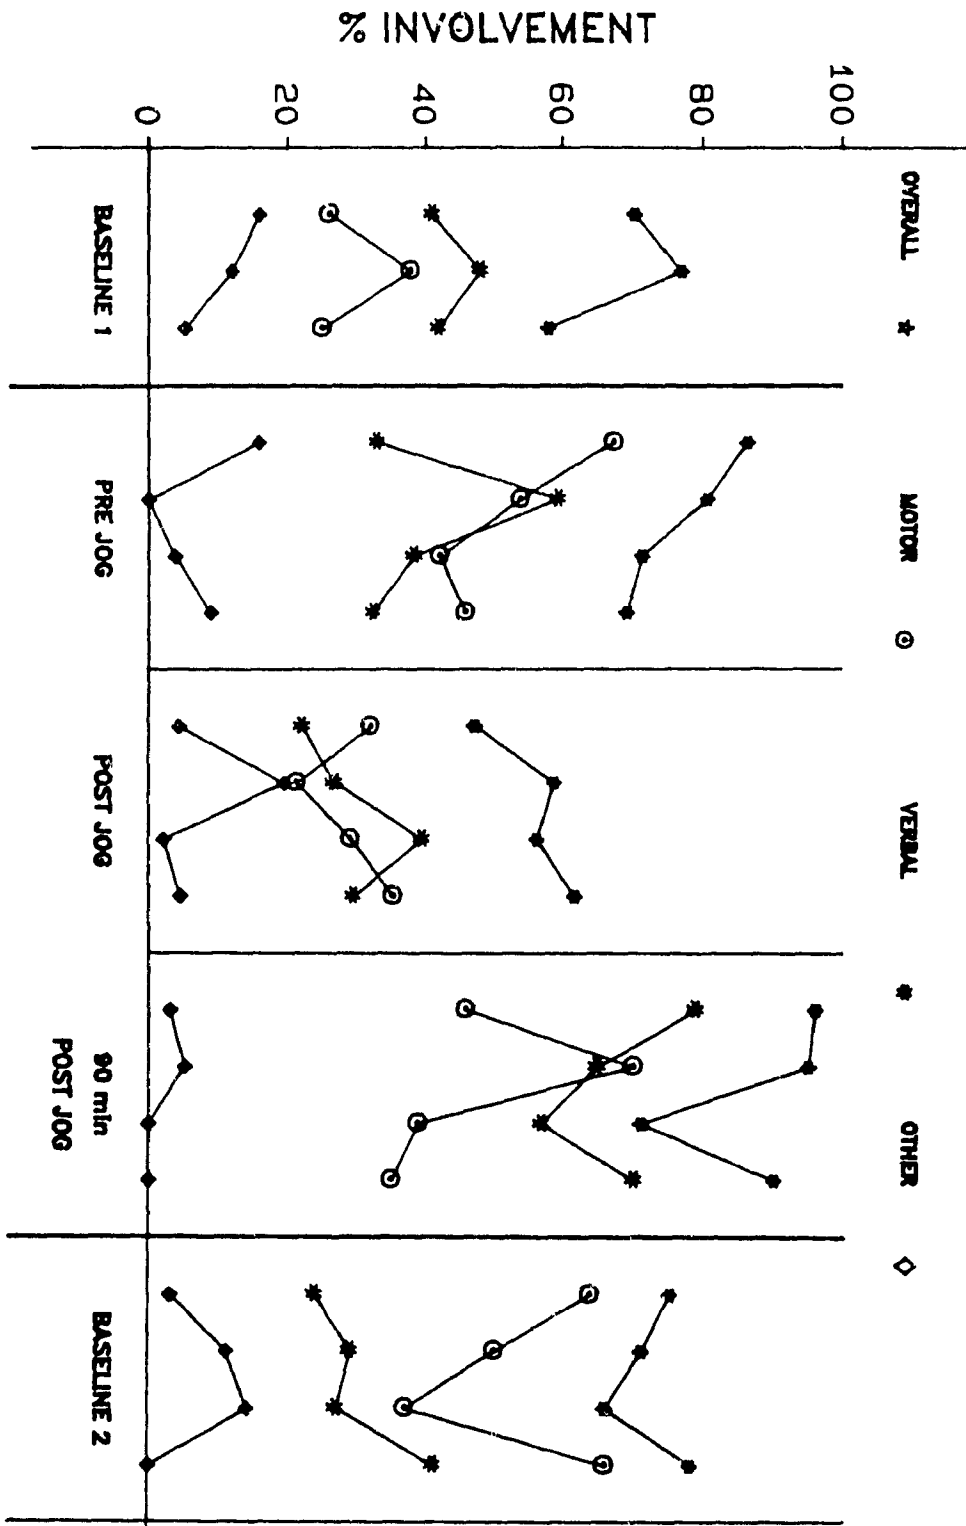 % INVOLVEMENT
100
80
60
40
20
0
OVERALL
MOTOR
VERBAL
OTHER
BASELINE 1
PRE JOG
POST JOG
90 min
POST JOG
BASELINE 2